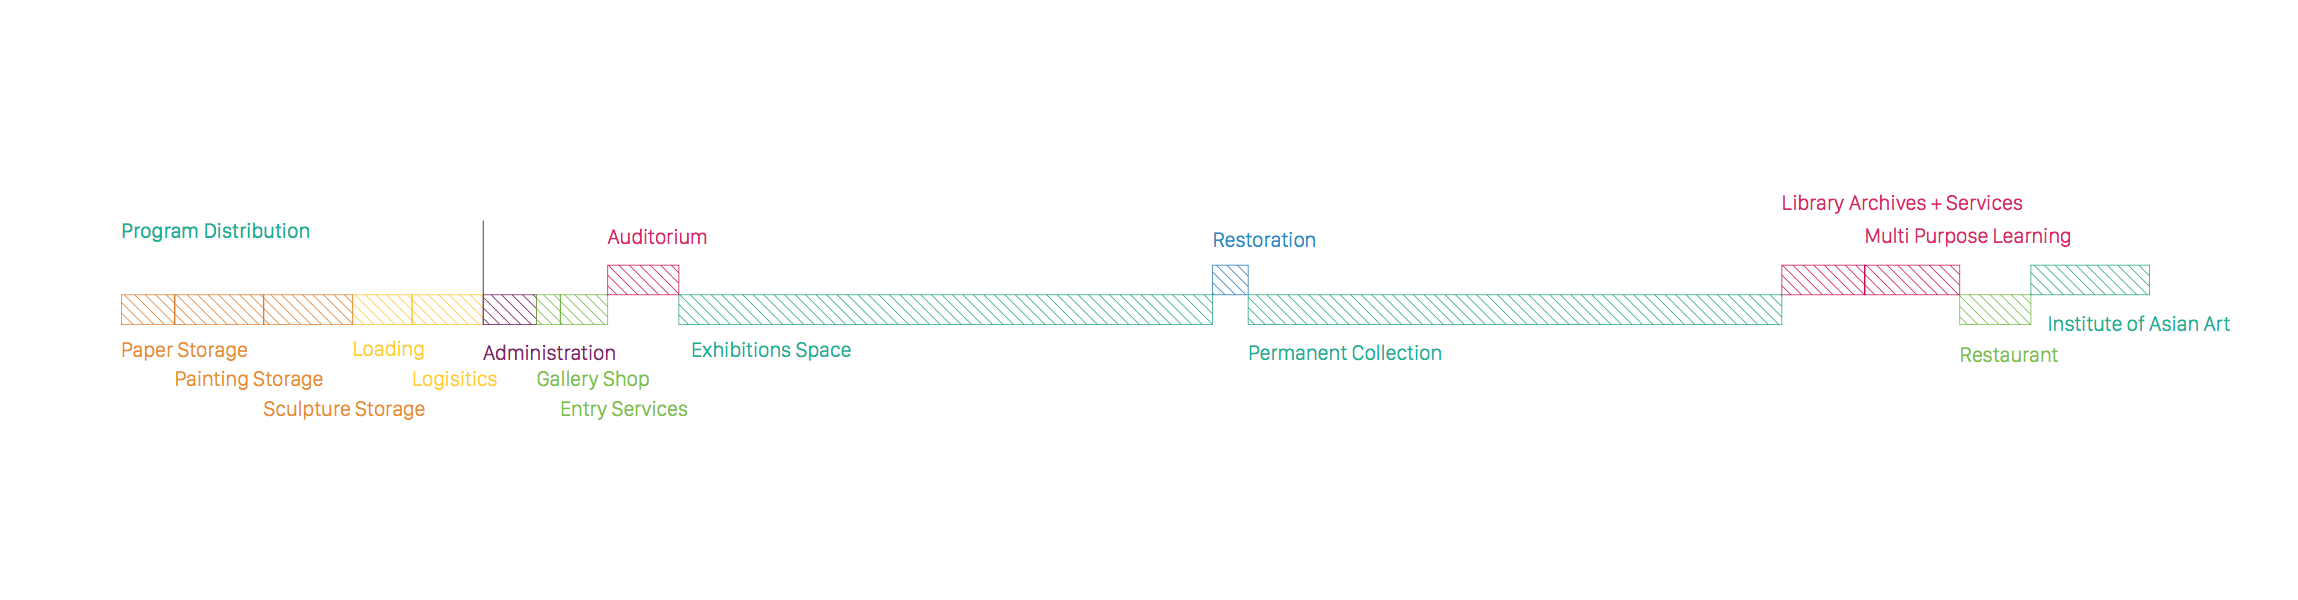 Library Archives + Services
Program Distribution
Auditorium
Restoration
Multi Purpose Learning
Institute of Asian Art
Paper Storage
Loading
Administration
Exhibitions Space
Permanent Collection
Restaurant
Painting Storage
Logisitics
Gallery Shop
Sculpture Storage
Entry Services